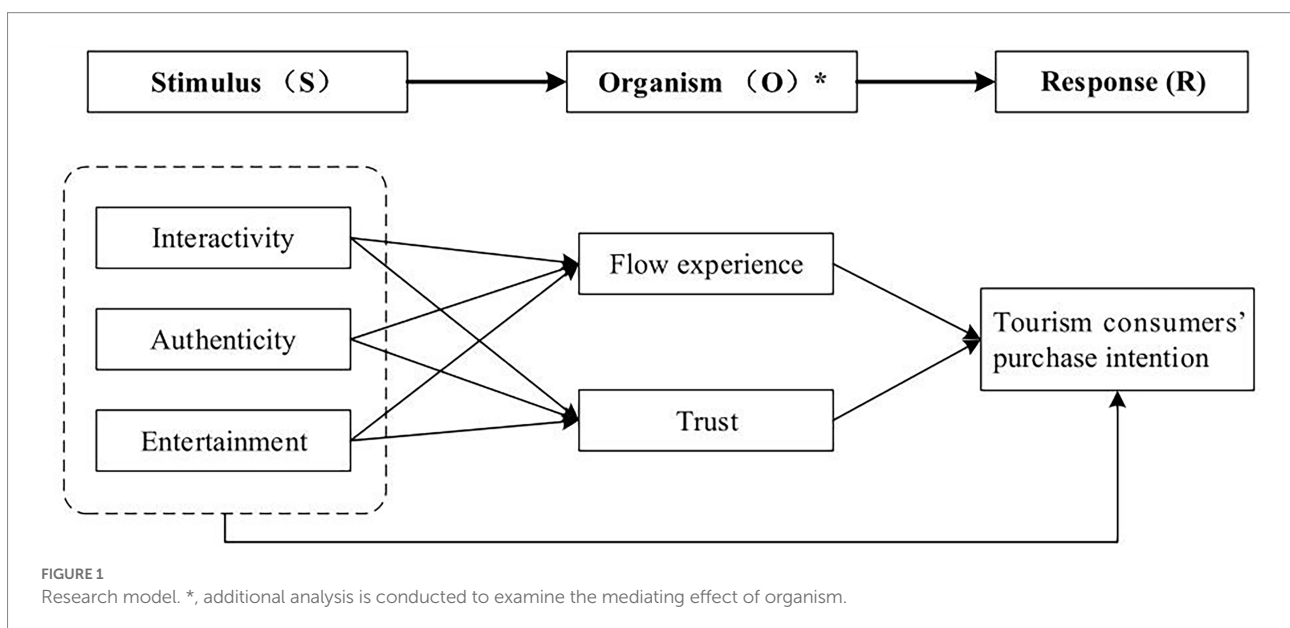 Stimulus （S）
Organism （O）*
Response (R)
Interactivity
Authenticity
Entertainment
Flow experience
Trust
Tourism consumers’
purchase intention
FIGURE 1
Research model. *, additional analysis is conducted to examine the mediating effect of organism.